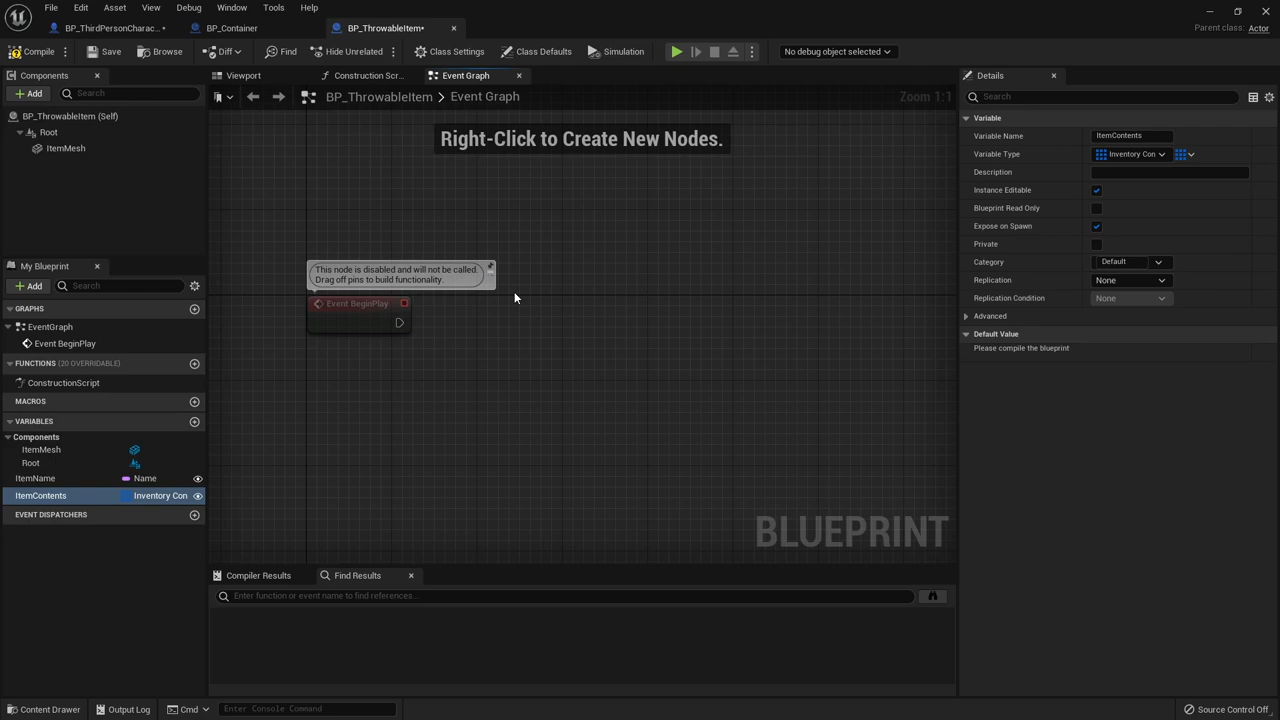 File Edit Asset View Debug Window Tools Help
BP_ThirdPersonCharac...• BP_Container BP_ThrowableItem•
Parent class: Actor
Compile Save Browse Diff Find Hide Unrelated Class Settings Class Defaults Simulation No debug object selected
Components
Viewport Construction Scr... Event Graph
Details
Add Search
BP_ThrowableItem > Event Graph
Zoom 1:1
Search
BP_ThrowableItem (Self)
Root
ItemMesh
Right-Click to Create New Nodes.
Variable
Variable Name ItemContents
Variable Type Inventory Con
Description
Instance Editable
Blueprint Read Only
Expose on Spawn
Private
Category Default
Replication None
Replication Condition None
Advanced
Default Value
Please compile the blueprint
My Blueprint
Add Search
GRAPHS
EventGraph
Event BeginPlay
FUNCTIONS (20 OVERRIDABLE)
ConstructionScript
MACROS
VARIABLES
Components
ItemMesh
Root
ItemName Name
ItemContents Inventory Con
EVENT DISPATCHERS
This node is disabled and will not be called.
Drag off pins to build functionality.
Event BeginPlay
BLUEPRINT
Compiler Results Find Results
Enter function or event name to find references...
Content Drawer Output Log Cmd Enter Console Command Source Control Off